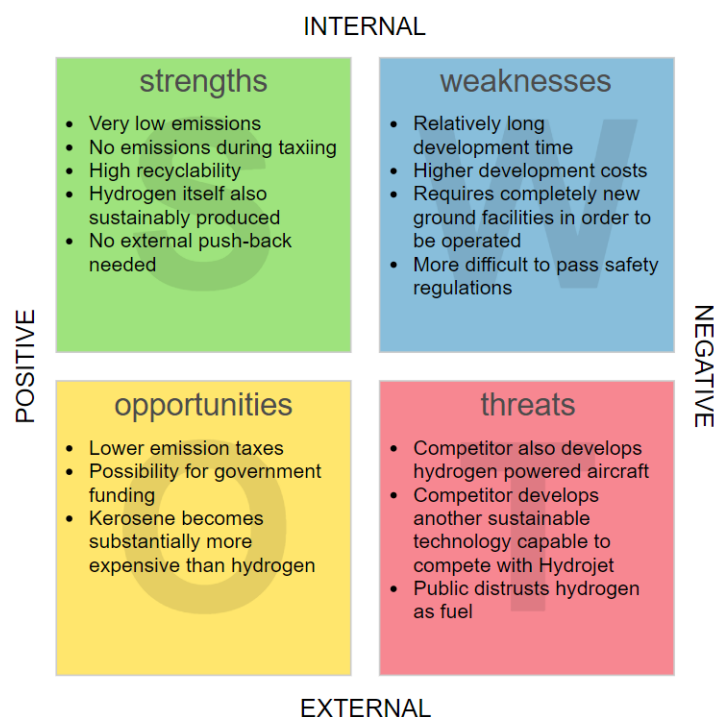 INTERNAL
strengths
• Very low emissions
• No emissions during taxiing
• High recyclability
• Hydrogen itself also
sustainably produced
• No external push-back
needed
weaknesses
• Relatively long
development time
• Higher development costs
• Requires completely new
ground facilities in order to
be operated
• More difficult to pass safety
regulations
POSITIVE
NEGATIVE
opportunities
• Lower emission taxes
• Possibility for government
funding
• Kerosene becomes
substantially more
expensive than hydrogen
threats
• Competitor also develops
hydrogen powered aircraft
• Competitor develops
another sustainable
technology capable to
compete with Hydrojet
• Public distrusts hydrogen
as fuel
EXTERNAL
S
W
O
T